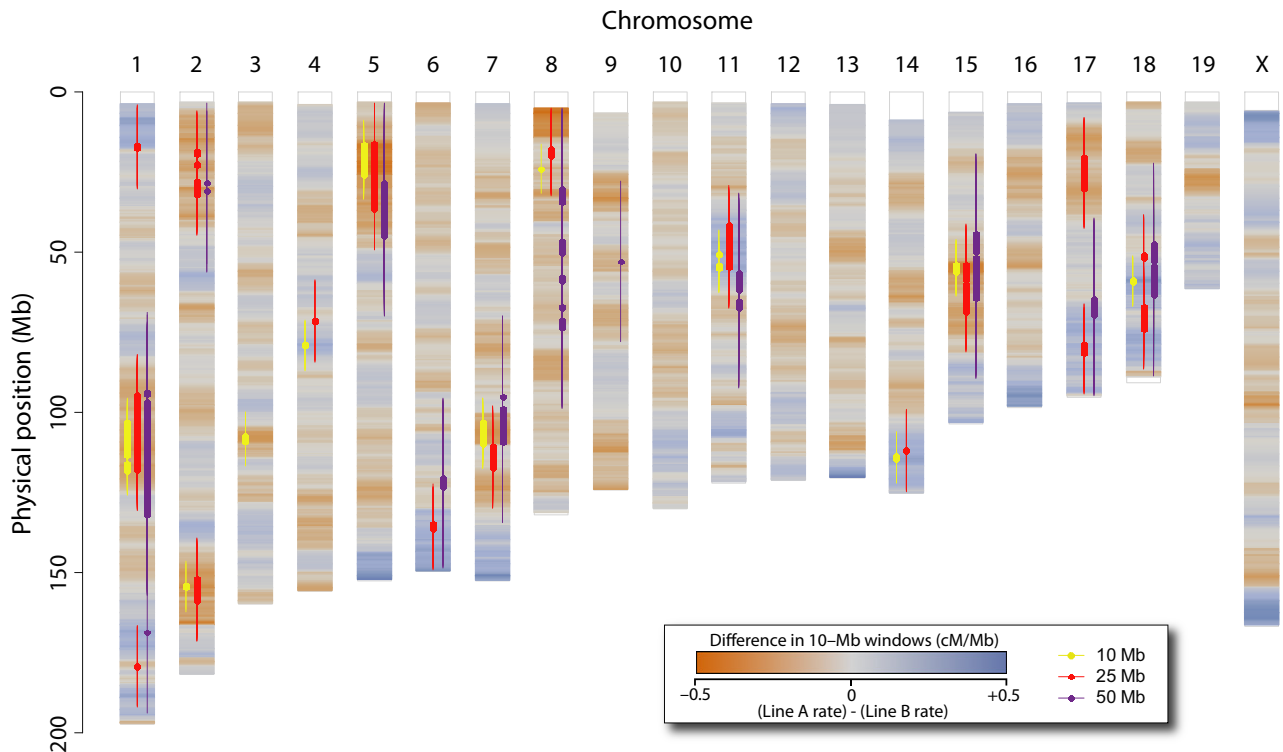 Chromosome
1 2 3 4 5 6 7 8 9 10 11 12 13 14 15 16 17 18 19 X
Physical position (Mb)
0
50
100
150
200
Difference in 10–Mb windows (cM/Mb)
−0.5 0 +0.5
(Line A rate) - (Line B rate)
10 Mb
25 Mb
50 Mb